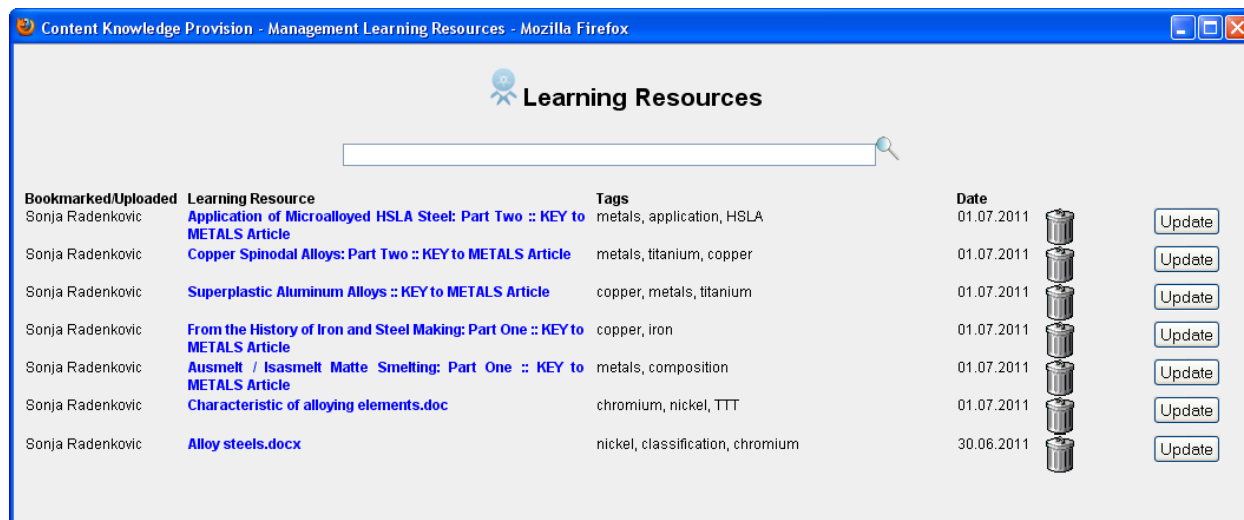 Content Knowledge Provision - Management Learning Resources - Mozilla Firefox
Learning Resources
Bookmarked/Uploaded Learning Resource Tags Date
Sonja Radenkovic Application of Microalloyed HSLA Steel: Part Two :: KEY to metals, application, HSLA 01.07.2011 Update
METALS Article
Sonja Radenkovic Copper Spinodal Alloys: Part Two :: KEY to METALS Article metals, titanium, copper 01.07.2011 Update
Sonja Radenkovic Superplastic Aluminum Alloys :: KEY to METALS Article copper, metals, titanium 01.07.2011 Update
Sonja Radenkovic From the History of Iron and Steel Making: Part One :: KEY to copper, iron 01.07.2011 Update
METALS Article
Sonja Radenkovic Ausmelt / Isasmelt Matte Smelting: Part One :: KEY to metals, composition 01.07.2011 Update
METALS Article
Sonja Radenkovic Characteristic of alloying elements.doc chromium, nickel, TTT 01.07.2011 Update
Sonja Radenkovic Alloy steels.docx nickel, classification, chromium 30.06.2011 Update